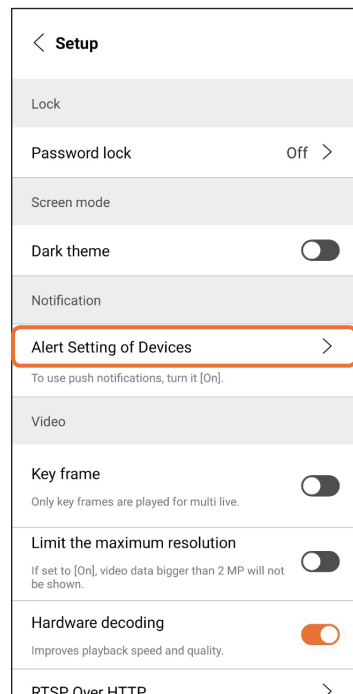 Setup
Lock
Password lock Off
Screen mode
Dark theme
Notification
Alert Setting of Devices
To use push notifications, turn it [On].
Video
Key frame
Only key frames are played for multi live.
Limit the maximum resolution
If set to [On], video data bigger than 2 MP will not
be shown.
Hardware decoding
Improves playback speed and quality.
RTSP Over HTTP